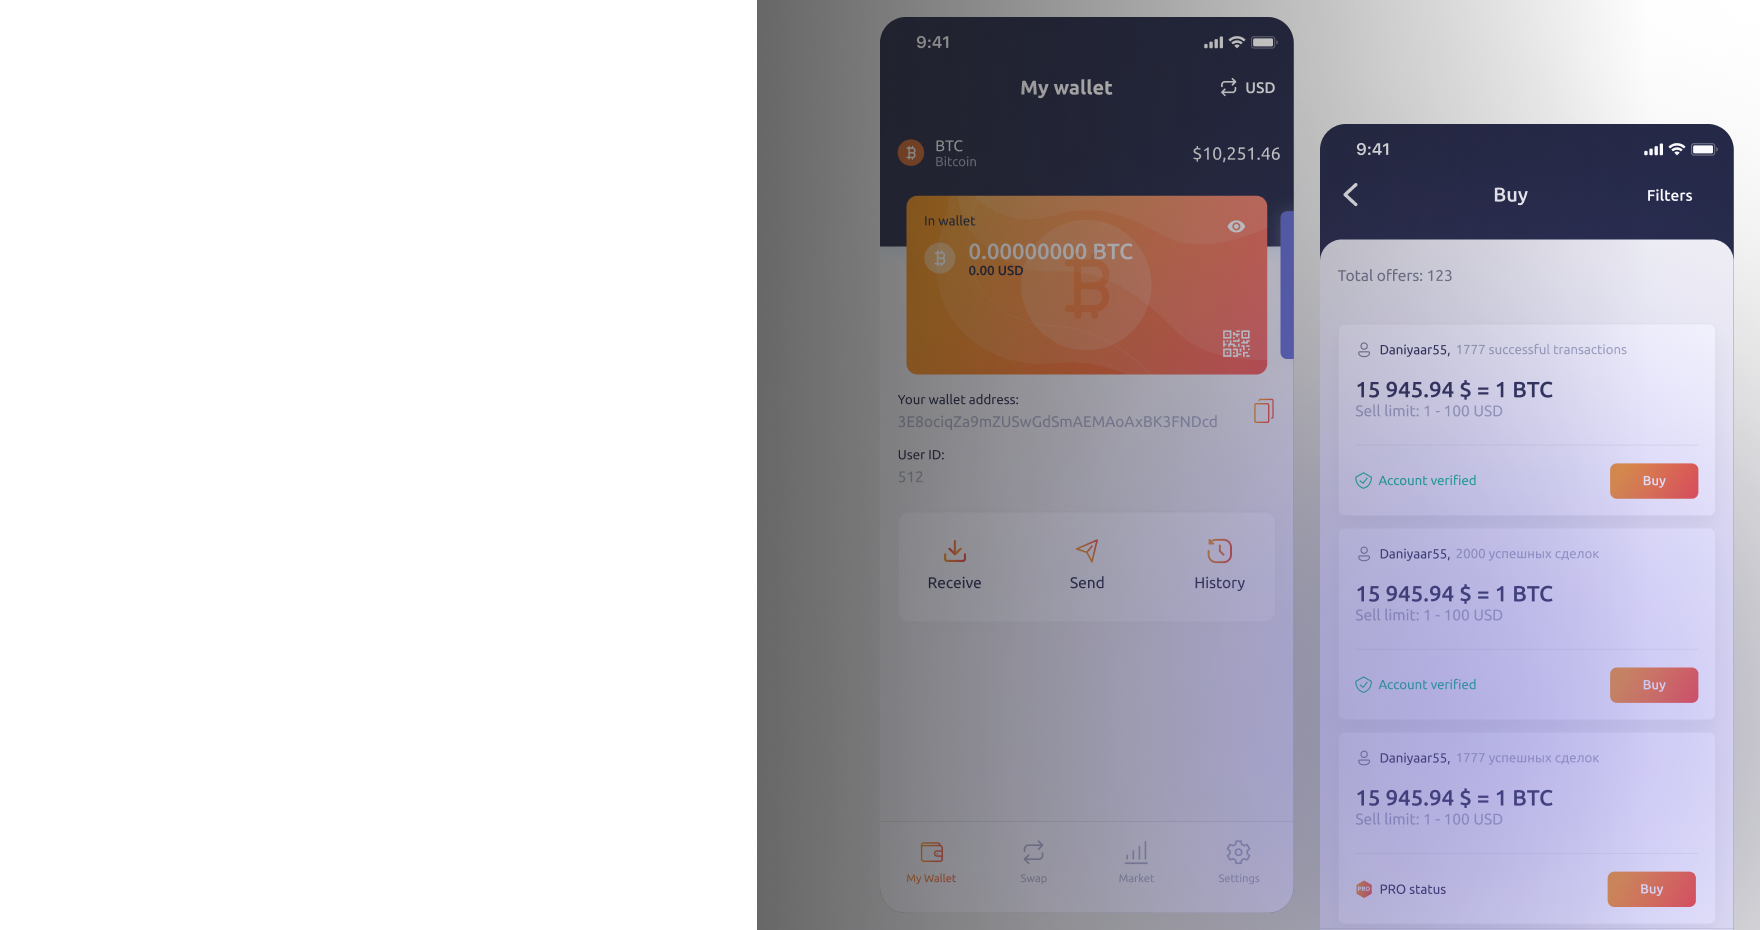 9:41
My wallet
USD
BTC
Bitcoin
$10,251.46
In wallet
0.00000000 BTC
0.00 USD
Your wallet address:
3E8ociqZa9mZUSwGdSmAEMAoAxBK3FNDcd
User ID:
512
Receive
Send
History
My Wallet
Swap
Market
Settings
9:41
Buy
Filters
Total offers: 123
Daniyaar55, 1777 successful transactions
15 945.94 $ = 1 BTC
Sell limit: 1 - 100 USD
Account verified
Buy
Daniyaar55, 2000 успешных сделок
15 945.94 $ = 1 BTC
Sell limit: 1 - 100 USD
Account verified
Buy
Daniyaar55, 1777 успешных сделок
15 945.94 $ = 1 BTC
Sell limit: 1 - 100 USD
PRO
PRO status
Buy